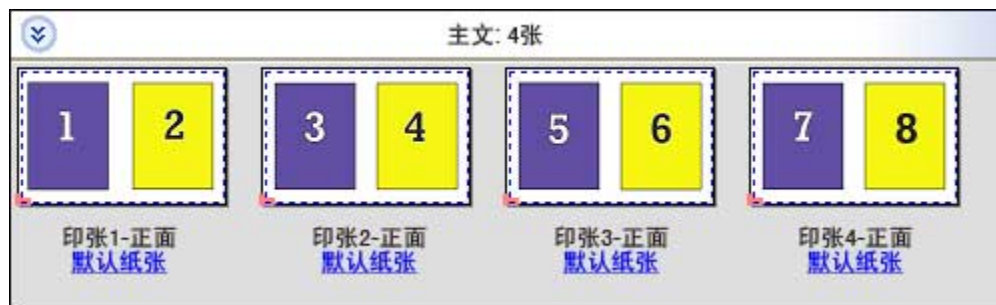 主文: 4张
1 2 3 4 5 6 7 8
印张1-正面 印张2-正面 印张3-正面 印张4-正面
默认纸张 默认纸张 默认纸张 默认纸张